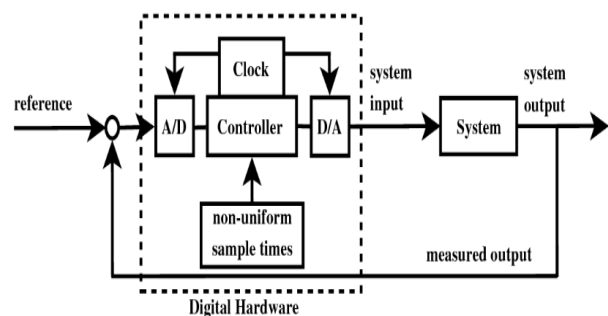 Clock
system
input
system
output
reference
A/D
Controller
D/A
System
non-uniform
sample times
measured output
Digital Hardware